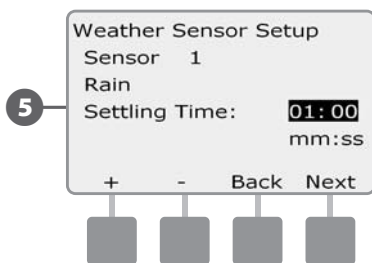 Weather Sensor Setup
Sensor 1
Rain
5
Settling Time: 01:00
mm:ss
+ - Back Next